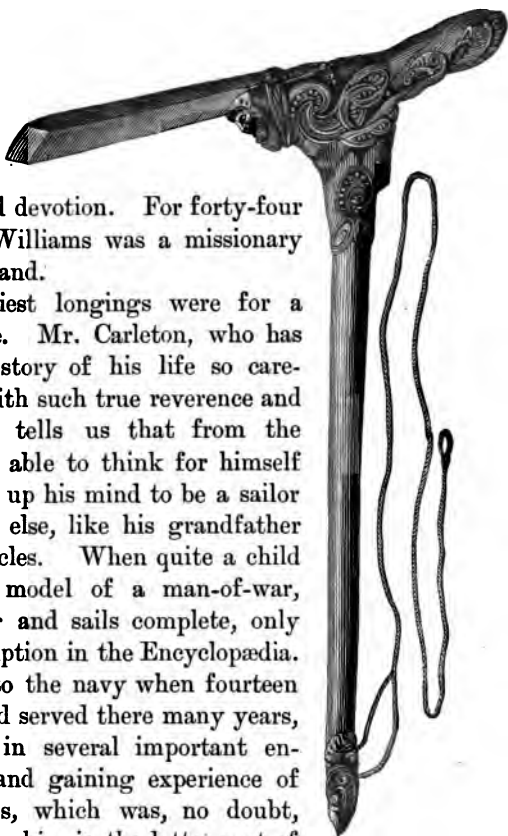 devotion. For forty-four
Williams was a missionary
and.
iest longings were for a
Mr. Carleton, who has
story of his life so care-
ith such true reverence and
tells us that from the
able to think for himself
up his mind to be a sailor
else, like his grandfather
cles. When quite a child
model of a man-of-war,
and sails complete, only
ption in the Encyclopædia.
to the navy when fourteen
d served there many years,
in several important en-
and gaining experience of
s, which was, no doubt,